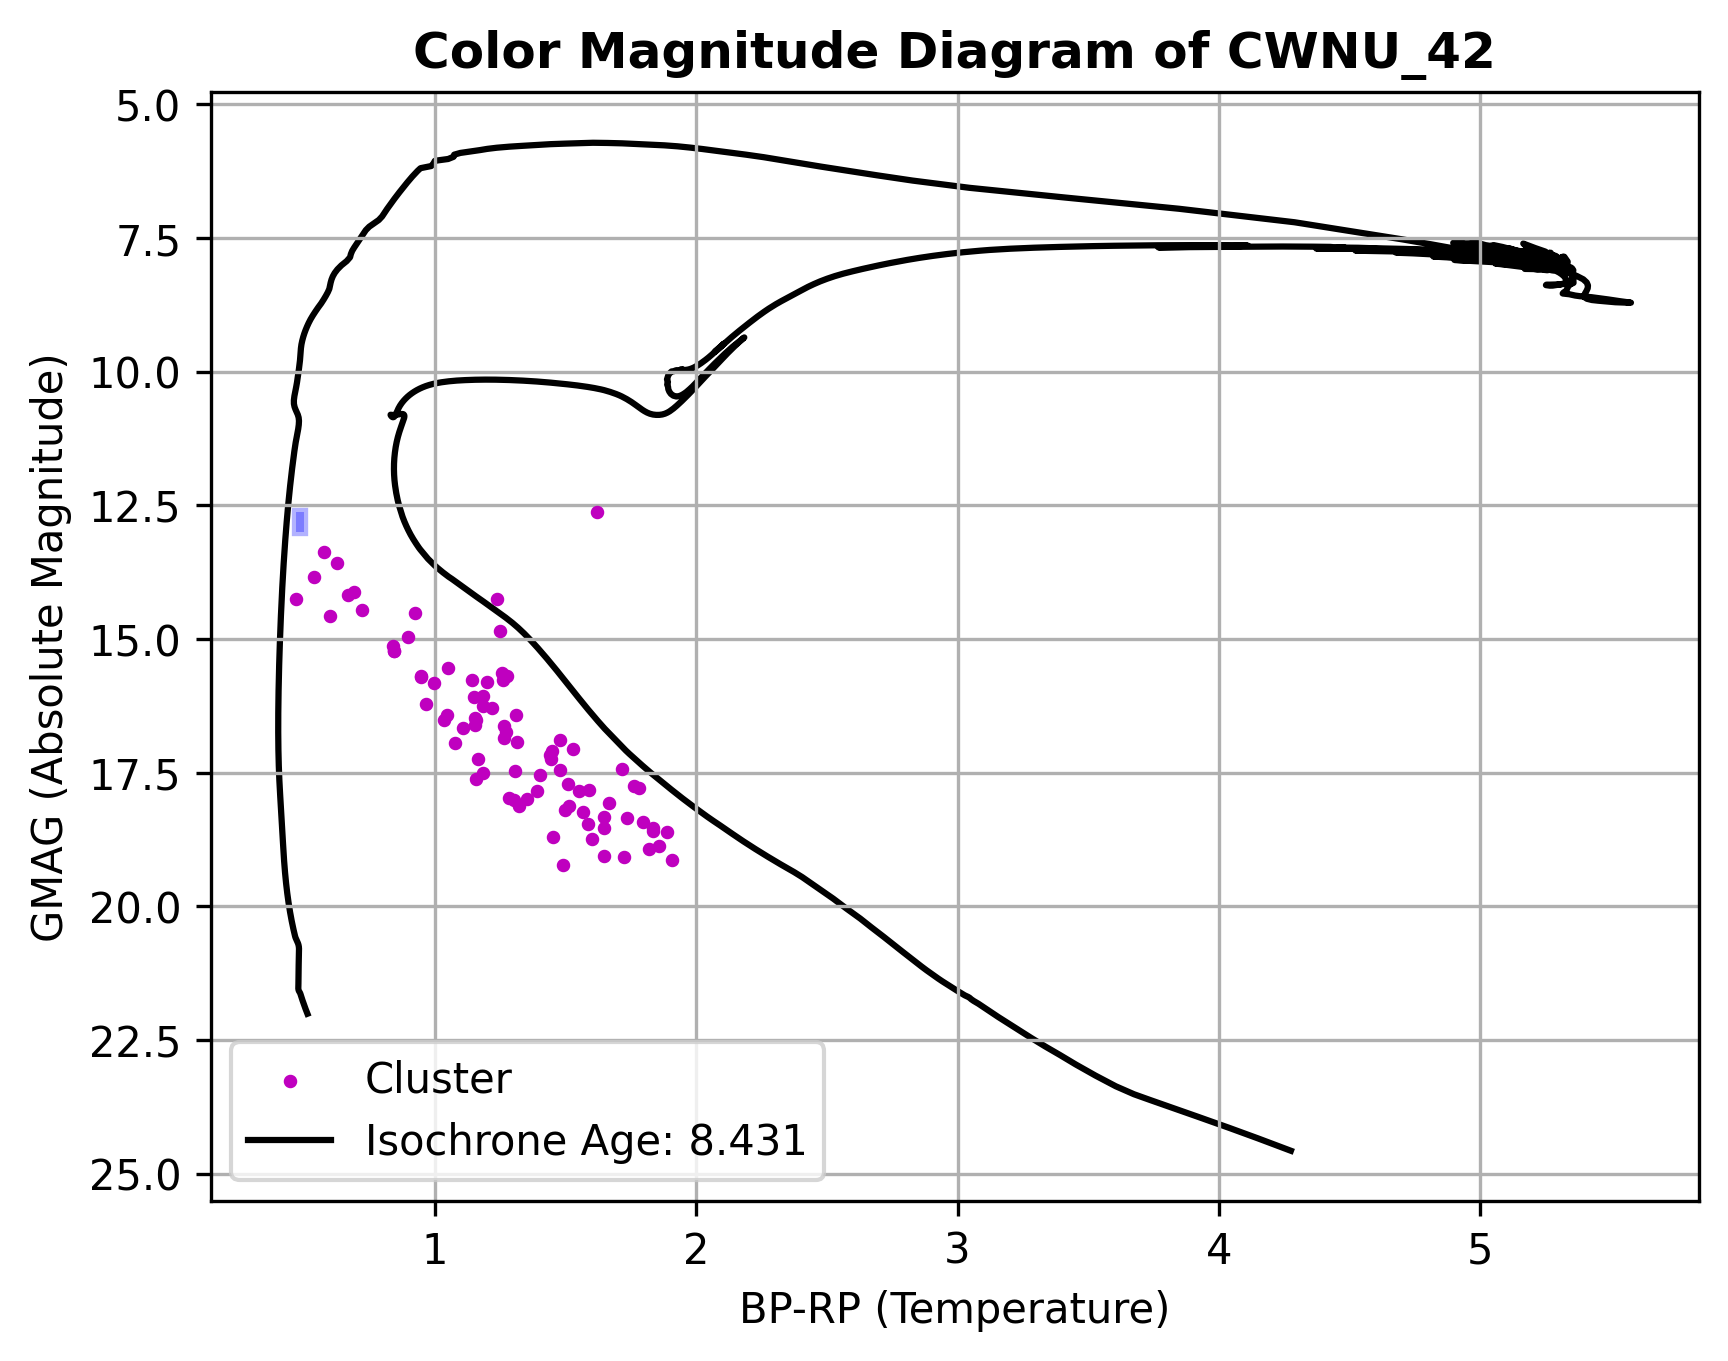 Color Magnitude Diagram of CWNU_42
GMAG (Absolute Magnitude)
5.0
7.5
10.0
12.5
15.0
17.5
20.0
22.5
25.0
Cluster
Isochrone Age: 8.431
1 2 3 4 5
BP-RP (Temperature)